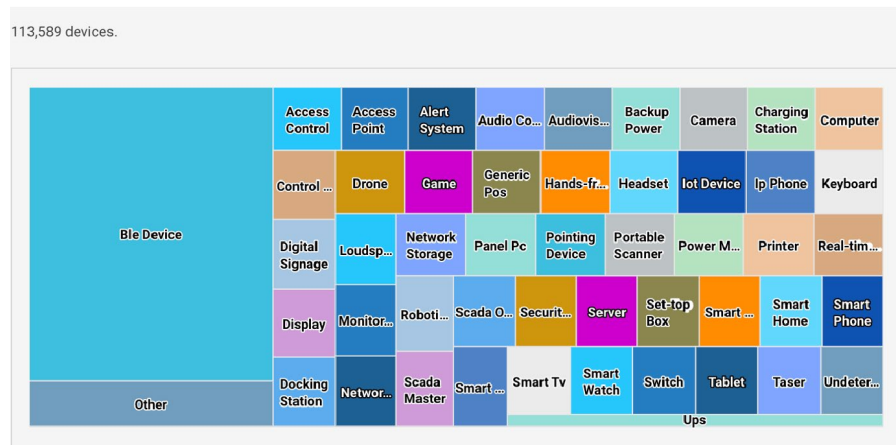 113,589 devices.
Access Control
Access Point
Alert System
Audio Co...
Audiovis...
Backup Power
Camera
Charging Station
Computer
Control ...
Drone
Game
Generic Pos
Hands-fr...
Headset
Iot Device
Ip Phone
Keyboard
Ble Device
Digital Signage
Loudsp...
Network Storage
Panel Pc
Pointing Device
Portable Scanner
Power M...
Printer
Real-tim...
Display
Monitor...
Roboti...
Scada O...
Securit...
Server
Set-top Box
Smart ...
Smart Home
Smart Phone
Other
Docking Station
Networ...
Scada Master
Smart ...
Smart Tv
Smart Watch
Switch
Tablet
Taser
Undeter...
Ups